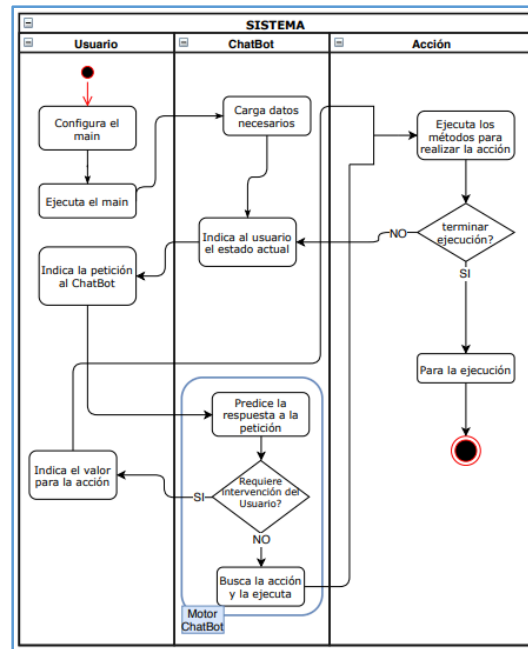 SISTEMA
Usuario
ChatBot
Acción
Configura el
main
Ejecuta el main
Carga datos
necesarios
Indica al usuario
el estado actual
Indica la petición
al ChatBot
Ejecuta los
métodos para
realizar la acción
terminar
ejecución?
NO
SI
Para la ejecución
Predice la
respuesta a la
petición
Requiere
intervención del
Usuario?
SI
NO
Indica el valor
para la acción
Busca la acción
y la ejecuta
Motor
ChatBot